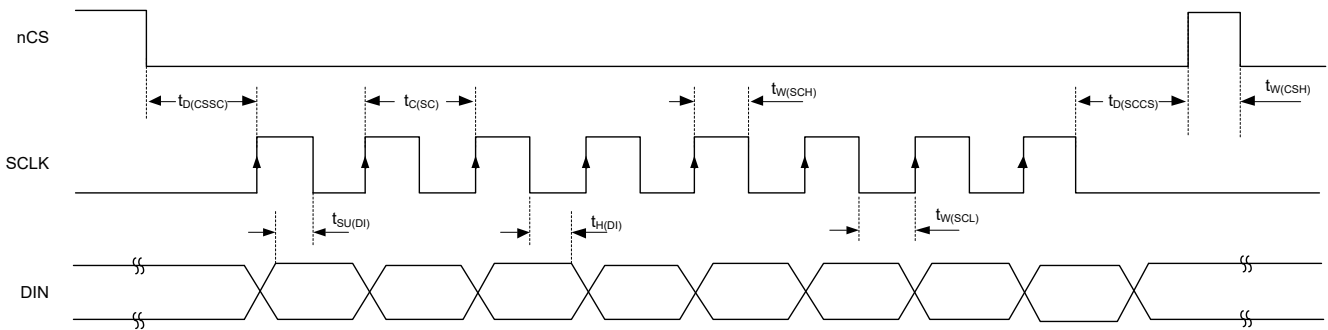 nCS
tD(CSSC)
tC(SC)
tW(SCH)
tD(SCCS)
tW(CSH)
SCLK
tSU(DI)
tH(DI)
tW(SCL)
DIN